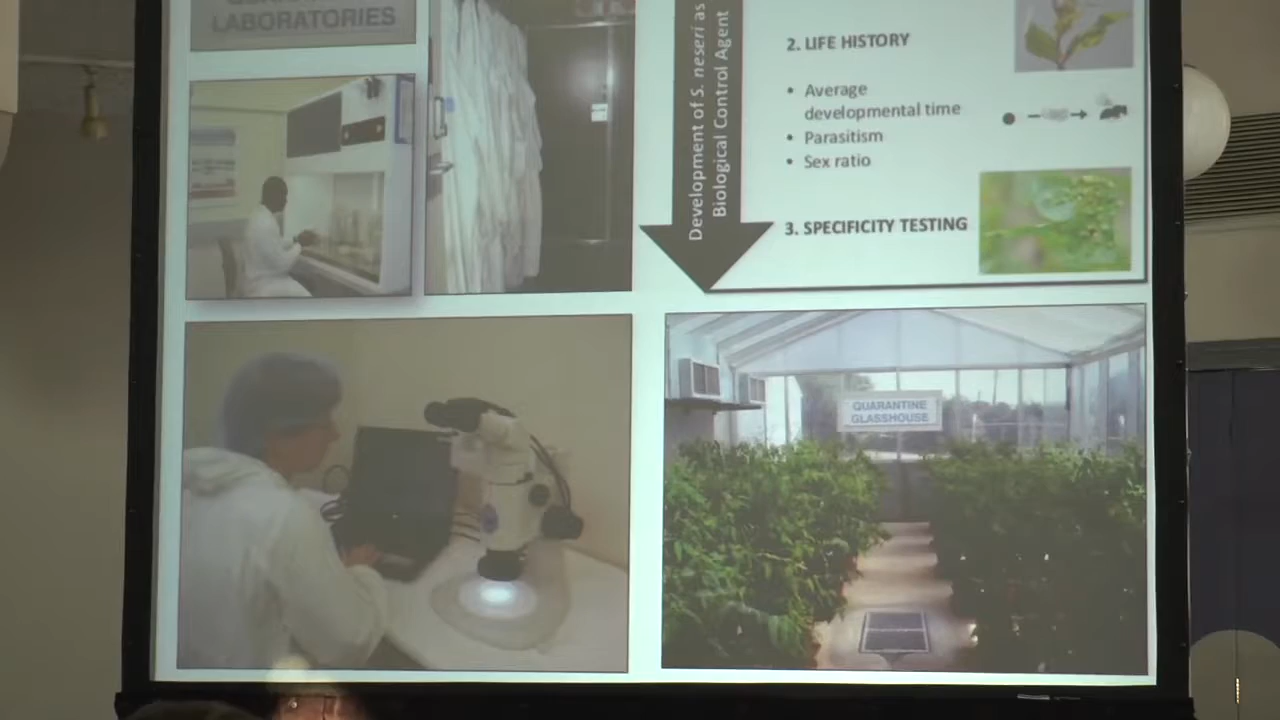 LABORATORIES
Development of S. neseri as
Biological Control Agent
2. LIFE HISTORY
• Average
developmental time
• Parasitism
• Sex ratio
3. SPECIFICITY TESTING
QUARANTINE
GLASSHOUSE